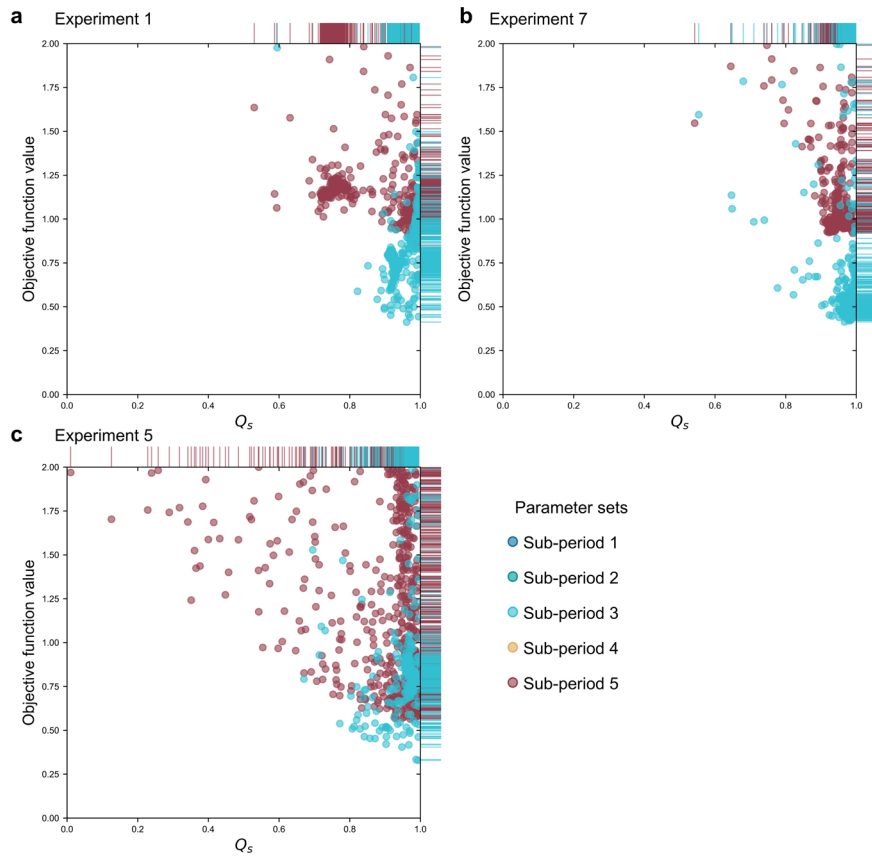 a Experiment 1
2.00
1.75
1.50
1.25
1.00
0.75
0.50
0.25
0.00
Objective function value
0.0 0.2 0.4 0.6 0.8 1.0
Qs
b Experiment 7
2.00
1.75
1.50
1.25
1.00
0.75
0.50
0.25
0.00
Objective function value
0.0 0.2 0.4 0.6 0.8 1.0
Qs
c Experiment 5
2.00
1.75
1.50
1.25
1.00
0.75
0.50
0.25
0.00
Objective function value
0.0 0.2 0.4 0.6 0.8 1.0
Qs
Parameter sets
Sub-period 1
Sub-period 2
Sub-period 3
Sub-period 4
Sub-period 5